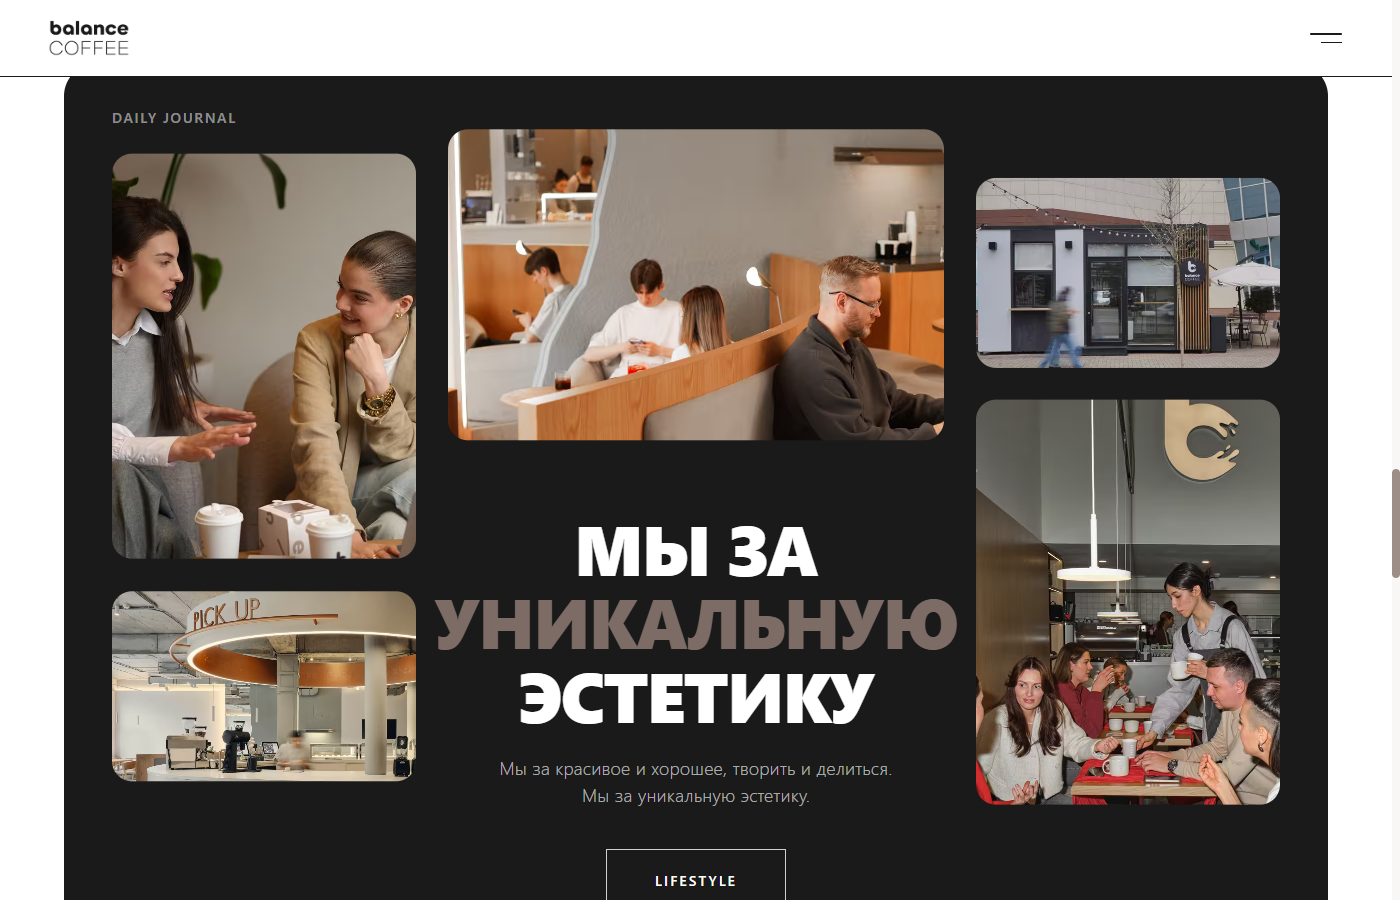 balance
COFFEE
DAILY JOURNAL
balance
PICK UP
МЫ ЗА
УНИКАЛЬНУЮ
ЭСТЕТИКУ
Мы за красивое и хорошее, творить и делиться.
Мы за уникальную эстетику.
LIFESTYLE